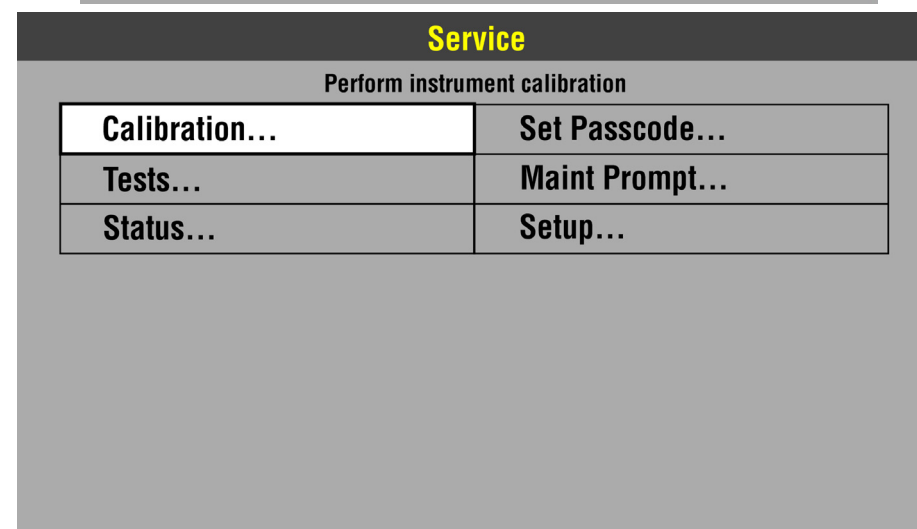 Service
Perform instrument calibration
Calibration...
Set Passcode...
Tests...
Maint Prompt...
Status...
Setup...